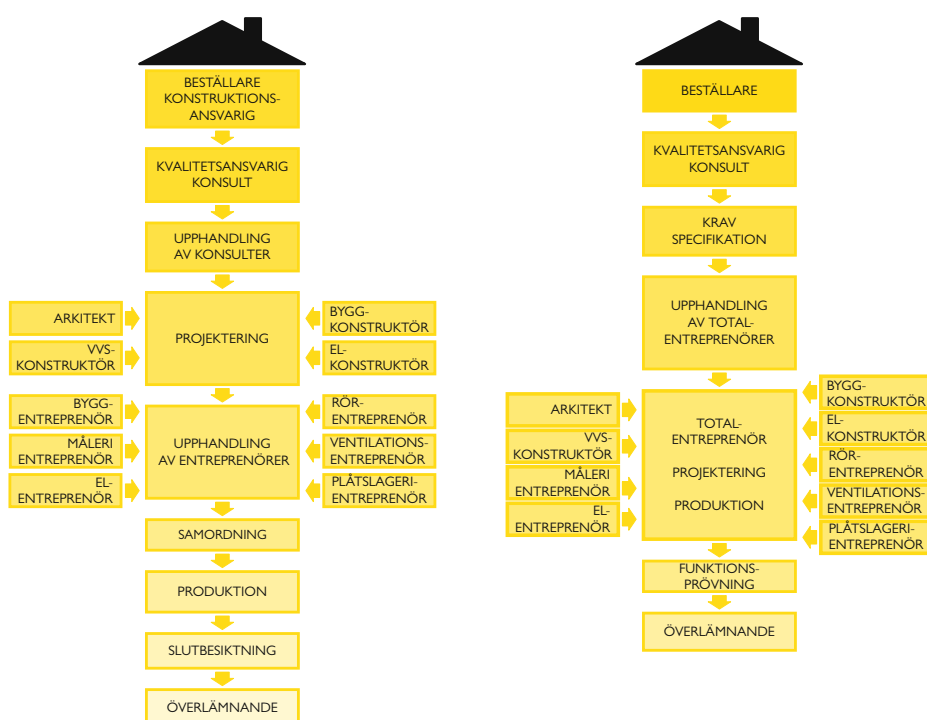 BESTÄLLARE
KONSTRUKTIONS-
ANSVARIG
KVALITETSANSVARIG
KONSULT
UPPHANDLING
AV KONSULTER
ARKITEKT
VVS-
KONSTRUKTÖR
PROJEKTERING
BYGG-
KONSTRUKTÖR
EL-
KONSTRUKTÖR
BYGG-
ENTREPRENÖR
MÅLERI
ENTREPRENÖR
EL-
ENTREPRENÖR
UPPHANDLING
AV ENTREPRENÖRER
RÖR-
ENTREPRENÖR
VENTILATIONS-
ENTREPRENÖR
PLÅTSLAGERI-
ENTREPRENÖR
SAMORDNING
PRODUKTION
SLUTBESIKTNING
ÖVERLÄMNANDE
BESTÄLLARE
KVALITETSANSVARIG
KONSULT
KRAV
SPECIFIKATION
UPPHANDLING
AV TOTAL-
ENTREPRENÖRER
ARKITEKT
VVS-
KONSTRUKTÖR
MÅLERI
ENTREPRENÖR
EL-
ENTREPRENÖR
TOTAL-
ENTREPRENÖR
PROJEKTERING
PRODUKTION
BYGG-
KONSTRUKTÖR
EL-
KONSTRUKTÖR
RÖR-
ENTREPRENÖR
VENTILATIONS-
ENTREPRENÖR
PLÅTSLAGERI-
ENTREPRENÖR
FUNKTIONS-
PRÖVNING
ÖVERLÄMNANDE